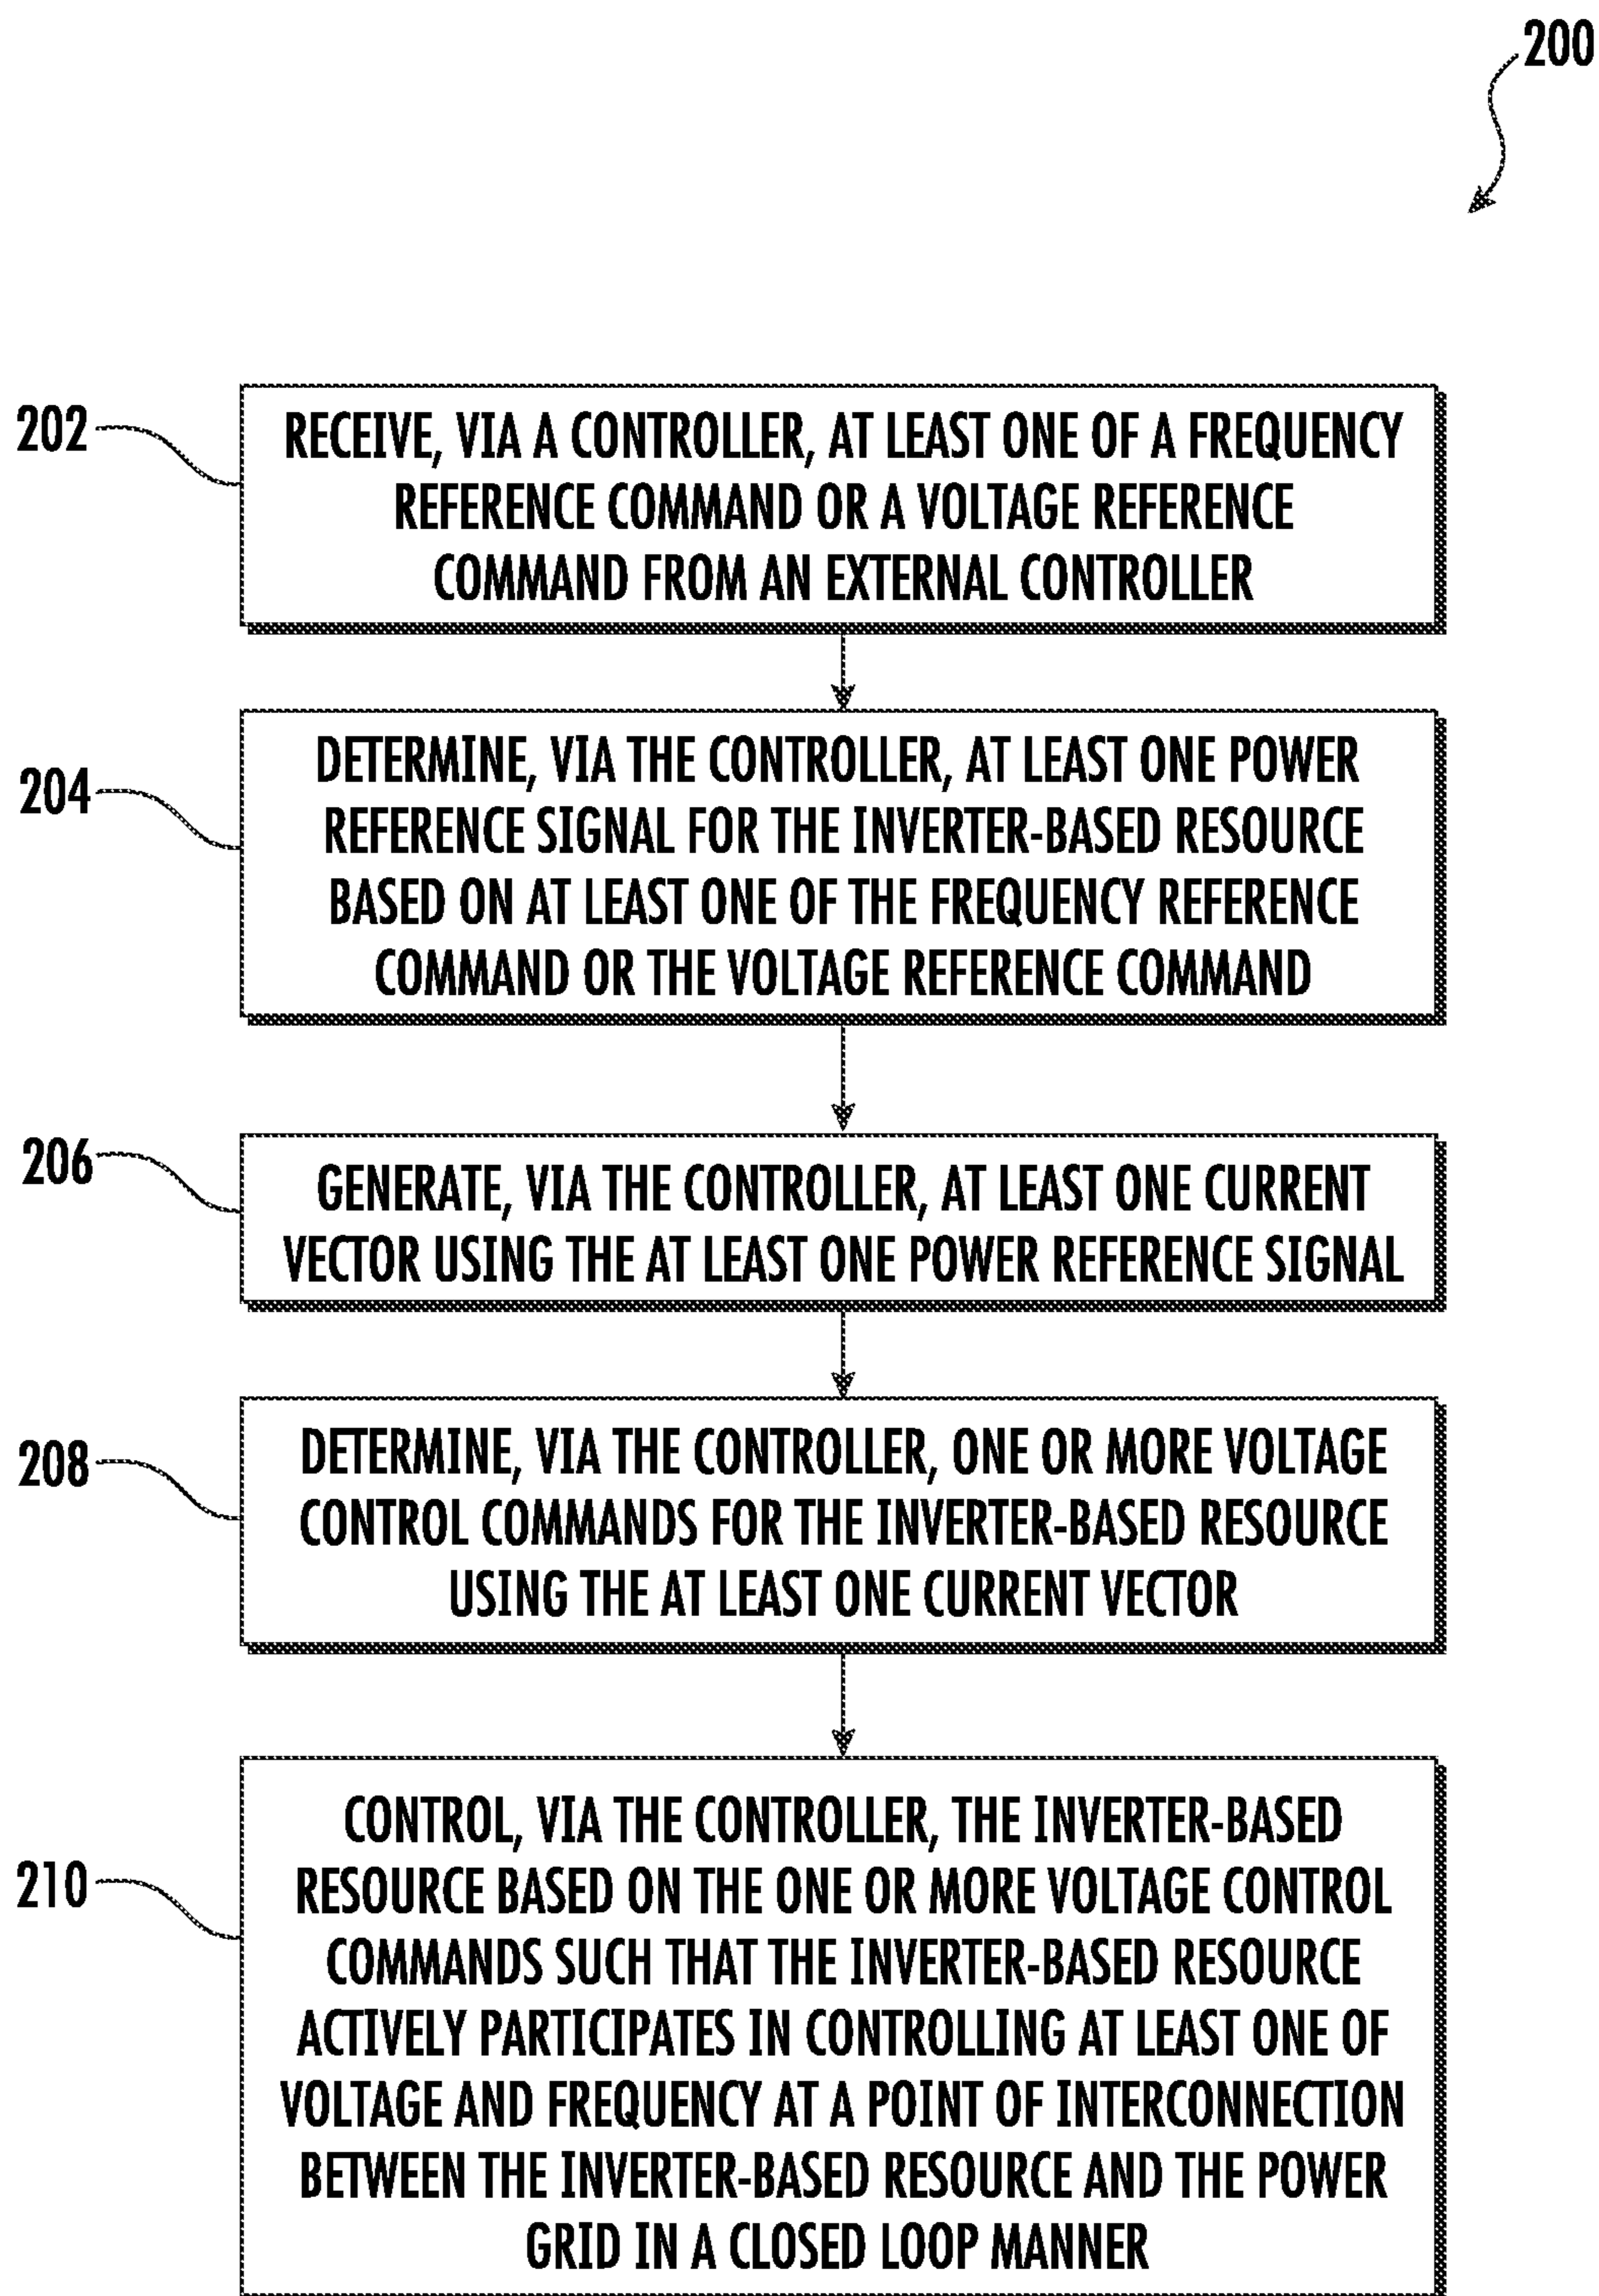 200
202
RECEIVE, VIA A CONTROLLER, AT LEAST ONE OF A FREQUENCY
REFERENCE COMMAND OR A VOLTAGE REFERENCE
COMMAND FROM AN EXTERNAL CONTROLLER
204
DETERMINE, VIA THE CONTROLLER, AT LEAST ONE POWER
REFERENCE SIGNAL FOR THE INVERTER-BASED RESOURCE
BASED ON AT LEAST ONE OF THE FREQUENCY REFERENCE
COMMAND OR THE VOLTAGE REFERENCE COMMAND
206
GENERATE, VIA THE CONTROLLER, AT LEAST ONE CURRENT
VECTOR USING THE AT LEAST ONE POWER REFERENCE SIGNAL
208
DETERMINE, VIA THE CONTROLLER, ONE OR MORE VOLTAGE
CONTROL COMMANDS FOR THE INVERTER-BASED RESOURCE
USING THE AT LEAST ONE CURRENT VECTOR
210
CONTROL, VIA THE CONTROLLER, THE INVERTER-BASED
RESOURCE BASED ON THE ONE OR MORE VOLTAGE CONTROL
COMMANDS SUCH THAT THE INVERTER-BASED RESOURCE
ACTIVELY PARTICIPATES IN CONTROLLING AT LEAST ONE OF
VOLTAGE AND FREQUENCY AT A POINT OF INTERCONNECTION
BETWEEN THE INVERTER-BASED RESOURCE AND THE POWER
GRID IN A CLOSED LOOP MANNER